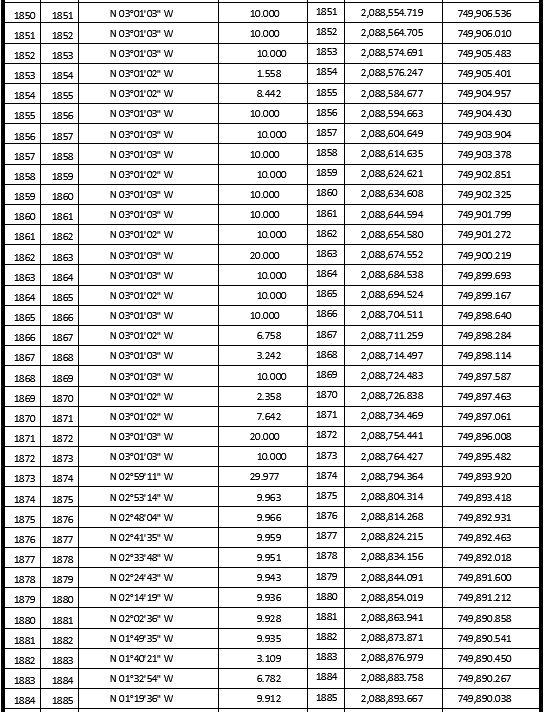 1850 1851 N 03°01'03" W 10.000 1851 2,088,554.719 749,906.536
1851 1852 N 03°01'03" W 10.000 1852 2,088,564.705 749,906.010
1852 1853 N 03°01'03" W 10.000 1853 2,088,574.691 749,905.483
1853 1854 N 03°01'02" W 1.558 1854 2,088,576.247 749,905.401
1854 1855 N 03°01'02" W 8.442 1855 2,088,584.677 749,904.957
1855 1856 N 03°01'03" W 10.000 1856 2,088,594.663 749,904.430
1856 1857 N 03°01'03" W 10.000 1857 2,088,604.649 749,903.904
1857 1858 N 03°01'03" W 10.000 1858 2,088,614.635 749,903.378
1858 1859 N 03°01'02" W 10.000 1859 2,088,624.621 749,902.851
1859 1860 N 03°01'03" W 10.000 1860 2,088,634.608 749,902.325
1860 1861 N 03°01'03" W 10.000 1861 2,088,644.594 749,901.799
1861 1862 N 03°01'02" W 10.000 1862 2,088,654.580 749,901.272
1862 1863 N 03°01'03" W 20.000 1863 2,088,674.552 749,900.219
1863 1864 N 03°01'03" W 10.000 1864 2,088,684.538 749,899.693
1864 1865 N 03°01'02" W 10.000 1865 2,088,694.524 749,899.167
1865 1866 N 03°01'03" W 10.000 1866 2,088,704.511 749,898.640
1866 1867 N 03°01'02" W 6.758 1867 2,088,711.259 749,898.284
1867 1868 N 03°01'03" W 3.242 1868 2,088,714.497 749,898.114
1868 1869 N 03°01'03" W 10.000 1869 2,088,724.483 749,897.587
1869 1870 N 03°01'02" W 2.358 1870 2,088,726.838 749,897.463
1870 1871 N 03°01'02" W 7.642 1871 2,088,734.469 749,897.061
1871 1872 N 03°01'03" W 20.000 1872 2,088,754.441 749,896.008
1872 1873 N 03°01'03" W 10.000 1873 2,088,764.427 749,895.482
1873 1874 N 02°59'11" W 29.977 1874 2,088,794.364 749,893.920
1874 1875 N 02°53'14" W 9.963 1875 2,088,804.314 749,893.418
1875 1876 N 02°48'04" W 9.966 1876 2,088,814.268 749,892.931
1876 1877 N 02°41'35" W 9.959 1877 2,088,824.215 749,892.463
1877 1878 N 02°33'48" W 9.951 1878 2,088,834.156 749,892.018
1878 1879 N 02°24'43" W 9.943 1879 2,088,844.091 749,891.600
1879 1880 N 02°14'19" W 9.936 1880 2,088,854.019 749,891.212
1880 1881 N 02°02'36" W 9.928 1881 2,088,863.941 749,890.858
1881 1882 N 01°49'35" W 9.935 1882 2,088,873.871 749,890.541
1882 1883 N 01°40'21" W 3.109 1883 2,088,876.979 749,890.450
1883 1884 N 01°32'54" W 6.782 1884 2,088,883.758 749,890.267
1884 1885 N 01°19'36" W 9.912 1885 2,088,893.667 749,890.038